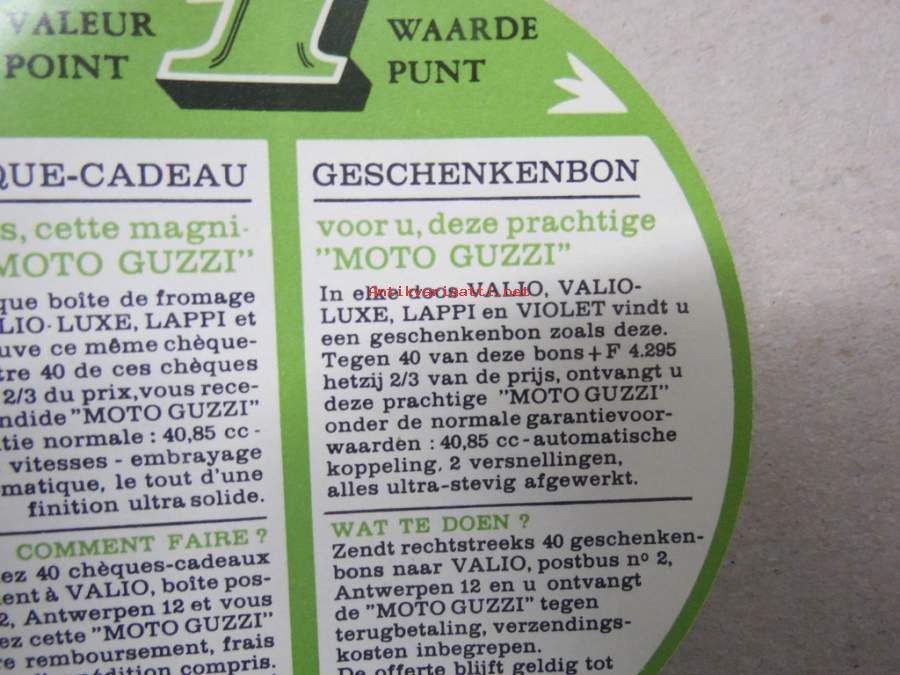 VALEUR
POINT
1
WAARDE
PUNT
QUE-CADEAU
s, cette magni-
MOTO GUZZI"
que boîte de fromage
LIO-LUXE, LAPPI et
uve ce même chèque-
tre 40 de ces chèques
2/3 du prix, vous rece-
ndide "MOTO GUZZI"
tie normale : 40,85 cc -
vitesses - embrayage
matique, le tout d'une
finition ultra solide.
COMMENT FAIRE ?
ez 40 chèques-cadeaux
ent à VALIO, boîte pos-
2, Antwerpen 12 et vous
ez cette "MOTO GUZZI"
re remboursement, frais
compris.
GESCHENKENBON
voor u, deze prachtige
"MOTO GUZZI"
In elke doos VALIO, VALIO-
LUXE, LAPPI en VIOLET vindt u
een geschenkenbon zoals deze.
Tegen 40 van deze bons + F 4.295
hetzij 2/3 van de prijs, ontvangt u
deze prachtige "MOTO GUZZI"
onder de normale garantievoor-
waarden : 40,85 cc - automatische
koppeling, 2 versnellingen,
alles ultra-stevig afgewerkt.
WAT TE DOEN ?
Zendt rechtstreeks 40 geschenken-
bons naar VALIO, postbus nº 2,
Antwerpen 12 en u ontvangt
de "MOTO GUZZI" tegen
terugbetaling, verzendings-
kosten inbegrepen.
De offerte blijft geldig tot
Antikvariaatti.net